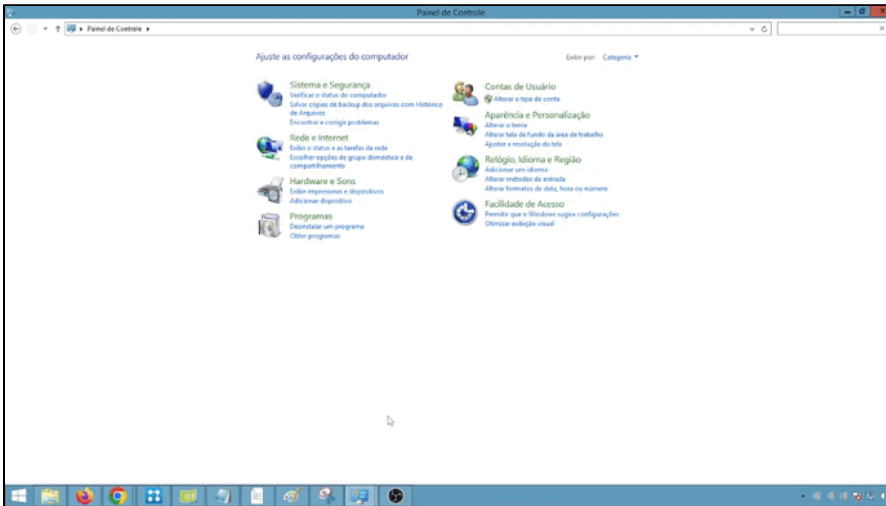 Painel de Controle
Painel de Controle
Ajuste as configurações do computador
Exibir por: Categoria
Sistema e Segurança
Verificar o status do computador
Salvar cópias de backup dos arquivos com Histórico
de Arquivos
Encontrar e corrigir problemas
Rede e Internet
Exibir o status e as tarefas da rede
Escolher opções de grupo doméstico e de
compartilhamento
Hardware e Sons
Exibir impressoras e dispositivos
Adicionar dispositivo
Programas
Desinstalar um programa
Obter programas
Contas de Usuário
Alterar o tipo de conta
Aparência e Personalização
Alterar o tema
Alterar tela de fundo da área de trabalho
Ajustar a resolução da tela
Relógio, Idioma e Região
Adicionar um idioma
Alterar métodos de entrada
Alterar formatos de data, hora ou número
Facilidade de Acesso
Permitir que o Windows sugira configurações
Otimizar exibição visual